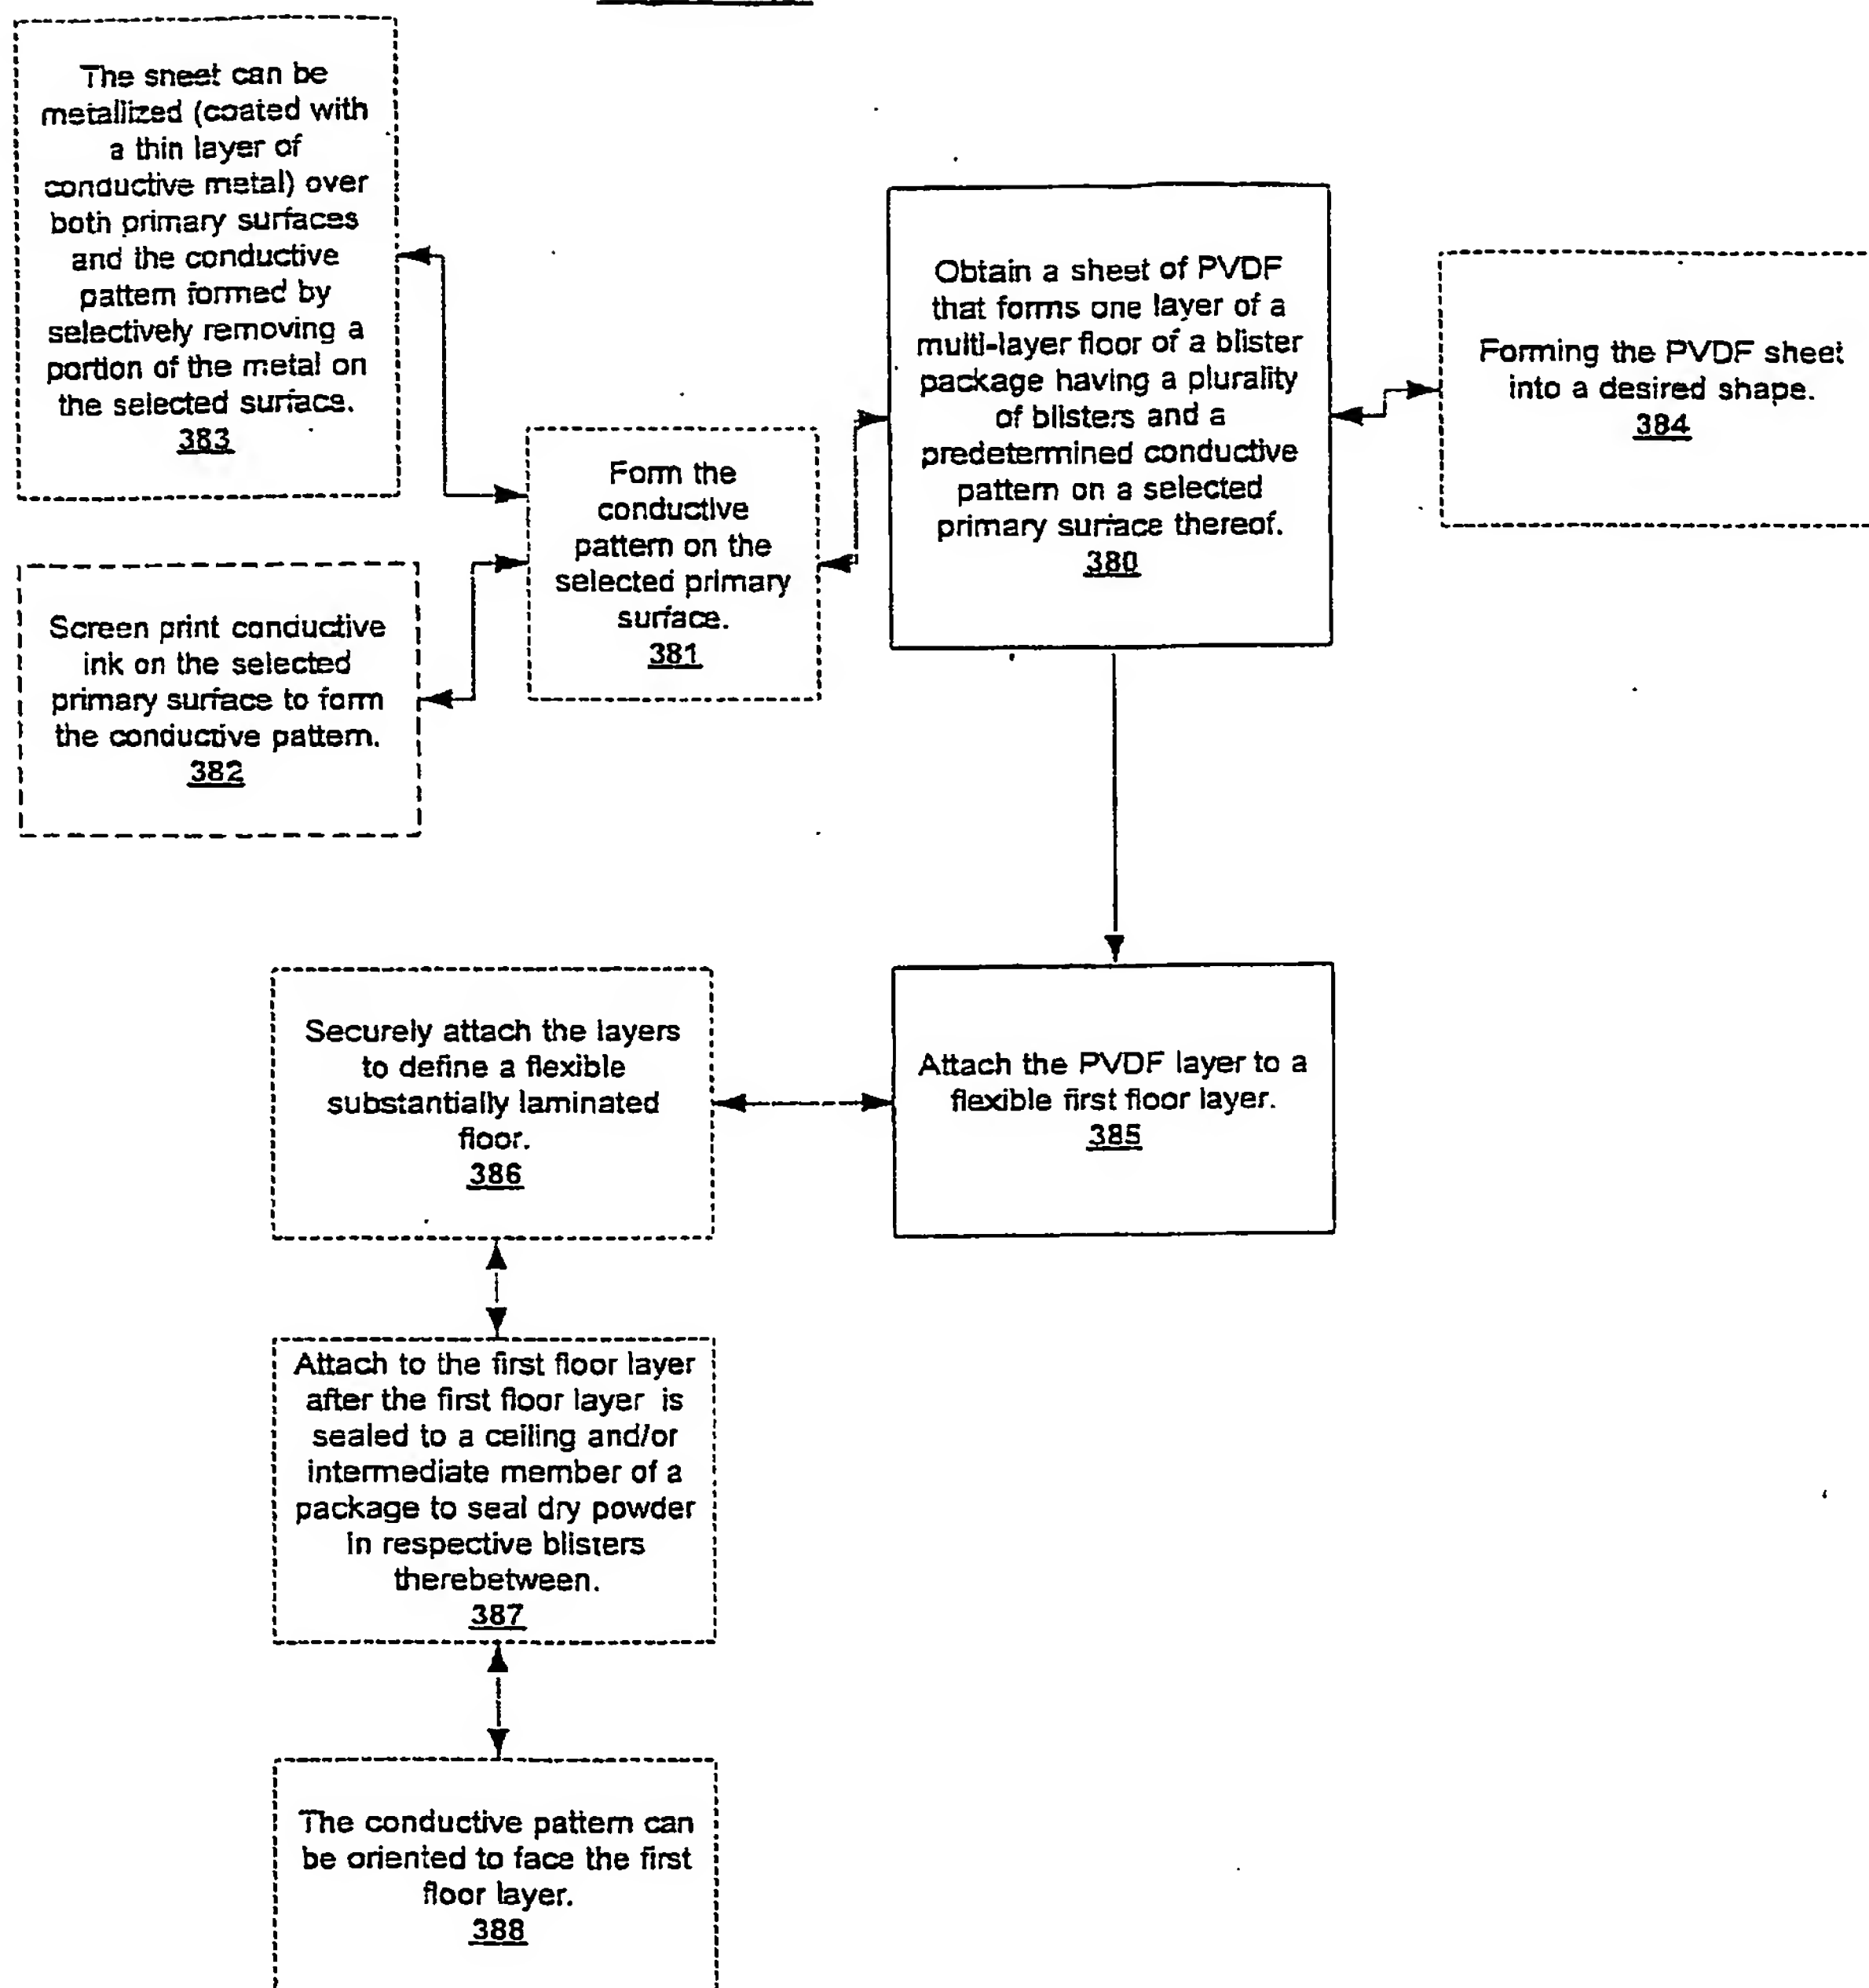 The sheet can be
metallized (coated with
a thin layer of
conductive metal) over
both primary surfaces
and the conductive
pattern formed by
selectively removing a
portion of the metal on
the selected surface.
383
Screen print conductive
ink on the selected
primary surface to form
the conductive pattern.
382
Form the
conductive
pattern on the
selected primary
surface.
381
Obtain a sheet of PVDF
that forms one layer of a
multi-layer floor of a blister
package having a plurality
of blisters and a
predetermined conductive
pattern on a selected
primary surface thereof.
380
Forming the PVDF sheet
into a desired shape.
384
Attach the PVDF layer to a
flexible first floor layer.
385
Securely attach the layers
to define a flexible
substantially laminated
floor.
386
Attach to the first floor layer
after the first floor layer is
sealed to a ceiling and/or
intermediate member of a
package to seal dry powder
in respective blisters
therebetween.
387
The conductive pattern can
be oriented to face the first
floor layer.
388